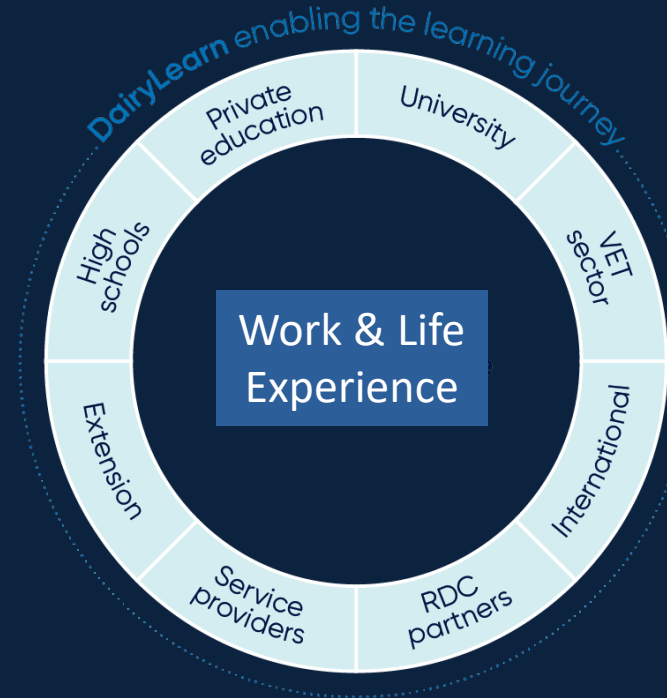 DairyLearn enabling the learning journey
Private
education
University
VET
sector
International
RDC
partners
Service
providers
Extension
High
schools
Work & Life
Experience